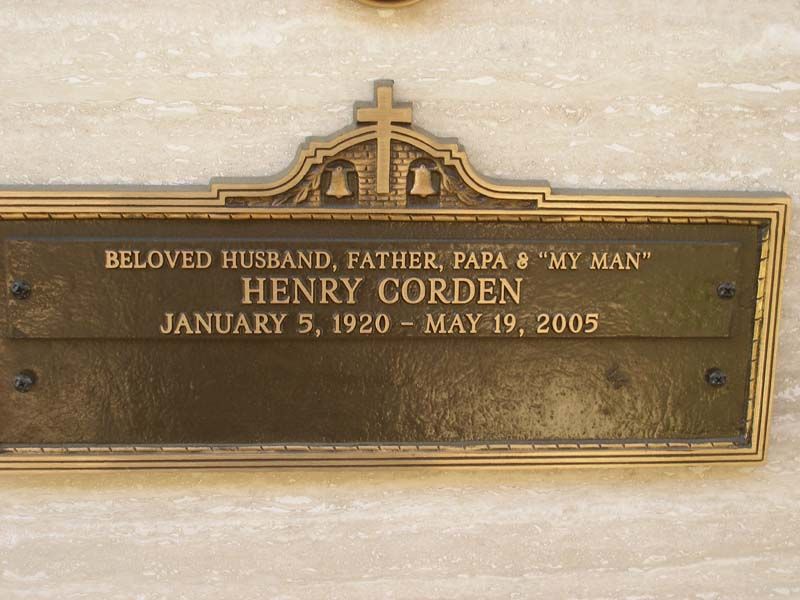 BELOVED HUSBAND, FATHER, PAPA & "MY MAN"
HENRY CORDEN
JANUARY 5, 1920 - MAY 19, 2005